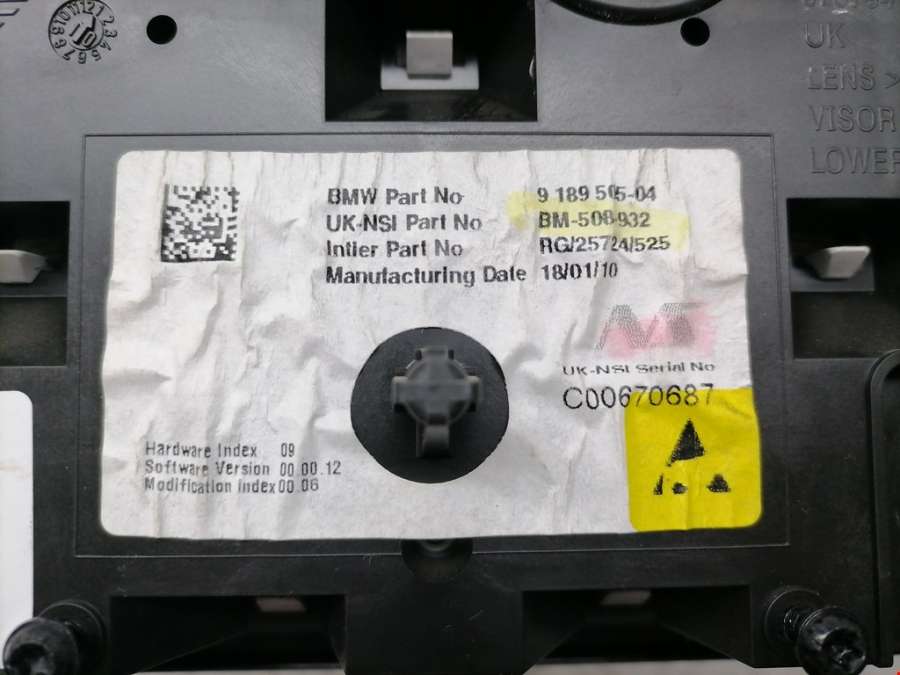 UK
LENS >
VISOR
LOWER
BMW Part No 9 189 505-04
UK-NSI Part No BM-508-932
Intier Part No RG/25724/525
Manufacturing Date 18/01/10
UK-NSI Serial No
C00670687
Hardware Index 09
Software Version 00.00.12
Modification Index 00.06